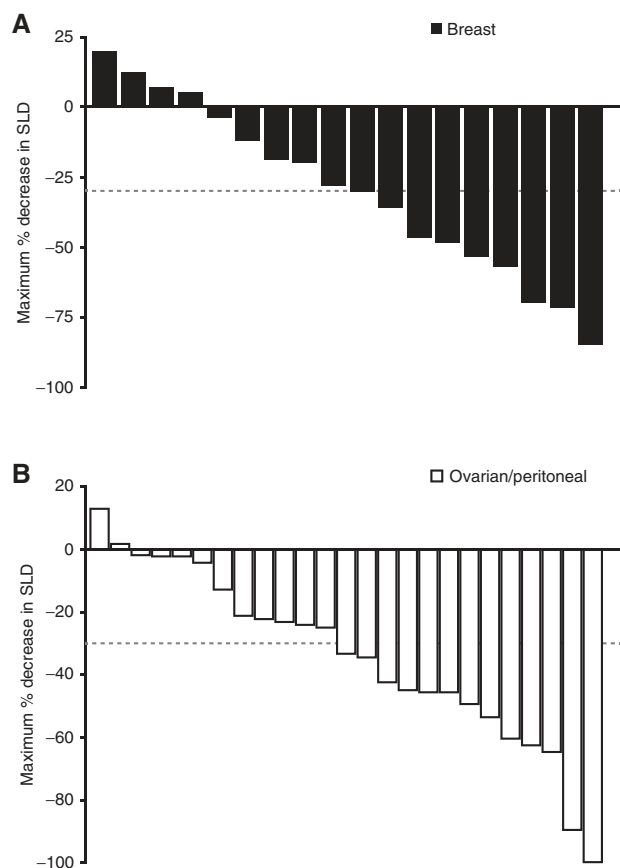 A
Breast
25
0
−25
−50
−75
−100
Maximum % decrease in SLD
B
Ovarian/peritoneal
20
0
−20
−40
−60
−80
−100
Maximum % decrease in SLD